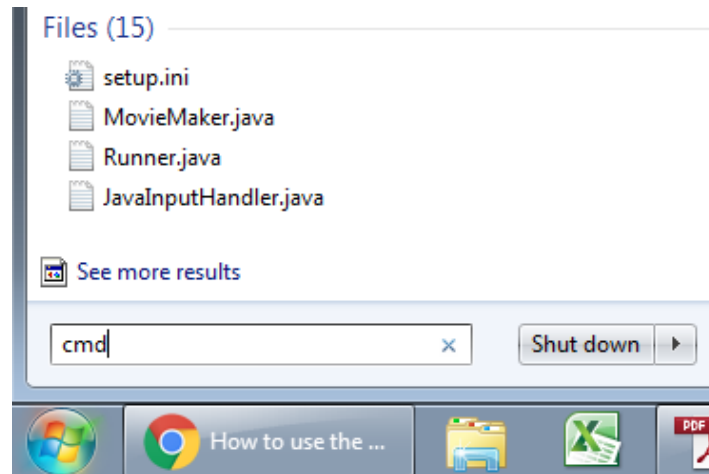 Files (15)
setup.ini
MovieMaker.java
Runner.java
JavaInputHandler.java
See more results
cmd
Shut down
How to use the ...
PDF